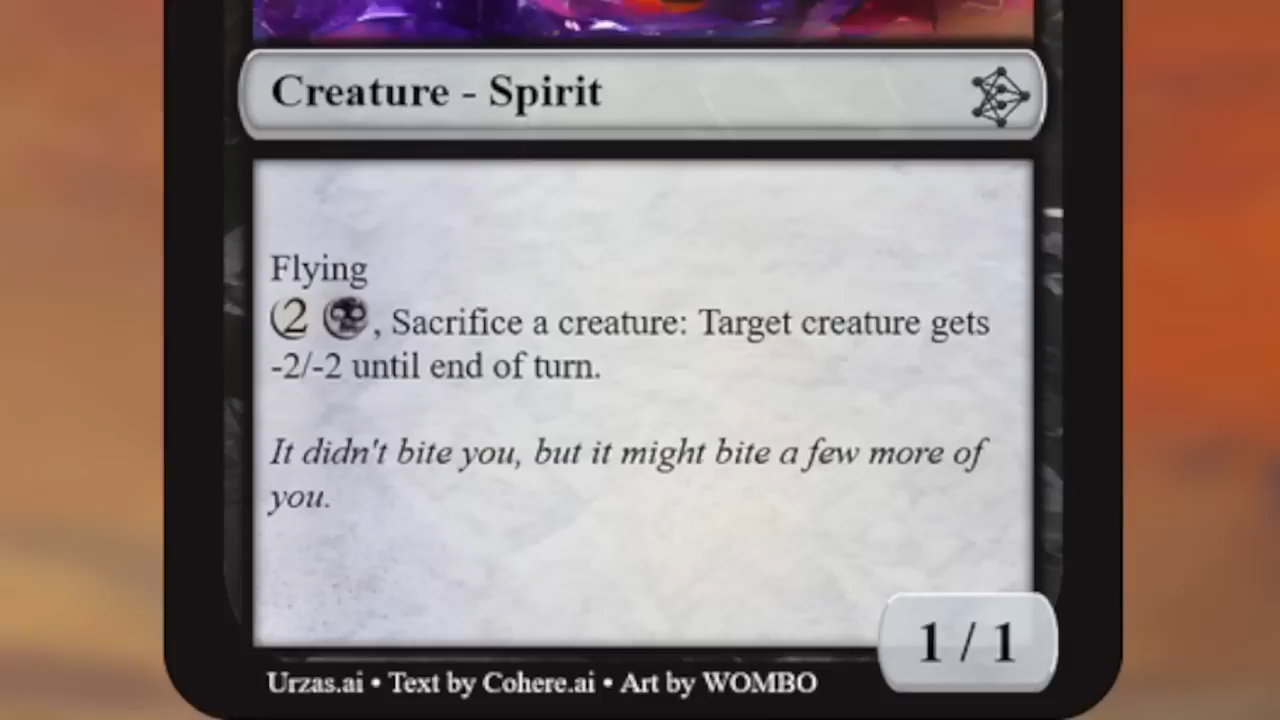 Creature - Spirit
Flying
(2 , Sacrifice a creature: Target creature gets
-2/-2 until end of turn.
It didn't bite you, but it might bite a few more of
you.
1 / 1
Urzas.ai • Text by Cohere.ai • Art by WOMBO